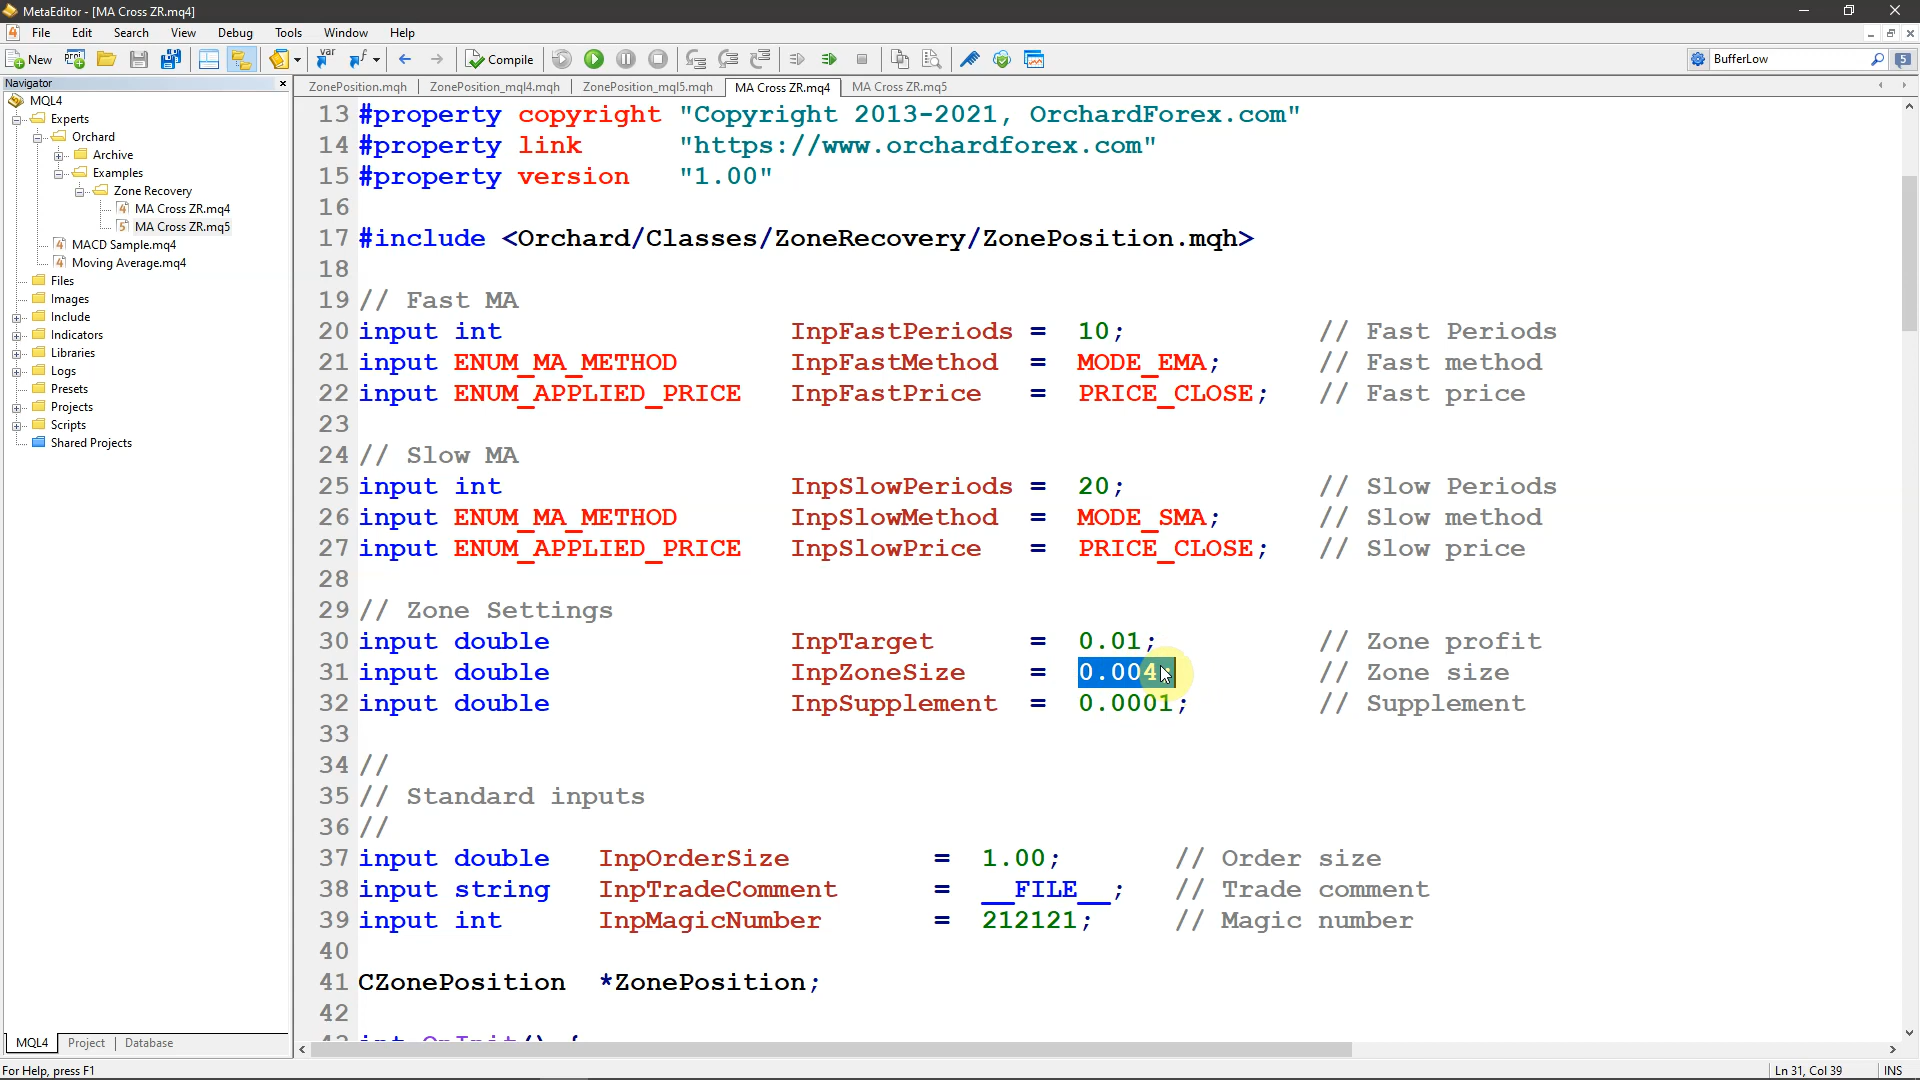 MetaEditor - [MA Cross ZR.mq4]
File Edit Search View Debug Tools Window Help
New Compile BufferLow 5
Navigator
MQL4
Experts
Orchard
Archive
Examples
Zone Recovery
MA Cross ZR.mq4
MA Cross ZR.mq5
MACD Sample.mq4
Moving Average.mq4
Files
Images
Include
Indicators
Libraries
Logs
Presets
Projects
Scripts
Shared Projects
MQL4 Project Database
ZonePosition.mqh ZonePosition_mql4.mqh ZonePosition_mql5.mqh MA Cross ZR.mq4 MA Cross ZR.mq5
13 #property copyright "Copyright 2013-2021, OrchardForex.com"
14 #property link "https://www.orchardforex.com"
15 #property version "1.00"
16
17 #include <Orchard/Classes/ZoneRecovery/ZonePosition.mqh>
18
19 // Fast MA
20 input int InpFastPeriods = 10; // Fast Periods
21 input ENUM_MA_METHOD InpFastMethod = MODE_EMA; // Fast method
22 input ENUM_APPLIED_PRICE InpFastPrice = PRICE_CLOSE; // Fast price
23
24 // Slow MA
25 input int InpSlowPeriods = 20; // Slow Periods
26 input ENUM_MA_METHOD InpSlowMethod = MODE_SMA; // Slow method
27 input ENUM_APPLIED_PRICE InpSlowPrice = PRICE_CLOSE; // Slow price
28
29 // Zone Settings
30 input double InpTarget = 0.01; // Zone profit
31 input double InpZoneSize = 0.004; // Zone size
32 input double InpSupplement = 0.0001; // Supplement
33
34 //
35 // Standard inputs
36 //
37 input double InpOrderSize = 1.00; // Order size
38 input string InpTradeComment = __FILE__; // Trade comment
39 input int InpMagicNumber = 212121; // Magic number
40
41 CZonePosition *ZonePosition;
42
For Help, press F1
Ln 31, Col 39 INS